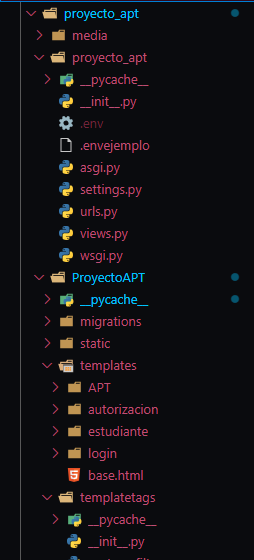 proyecto_apt
media
proyecto_apt
__pycache__
__init__.py
.env
.envejemplo
asgi.py
settings.py
urls.py
views.py
wsgi.py
ProyectoAPT
__pycache__
migrations
static
templates
APT
autorizacion
estudiante
login
base.html
templatetags
__pycache__
__init__.py